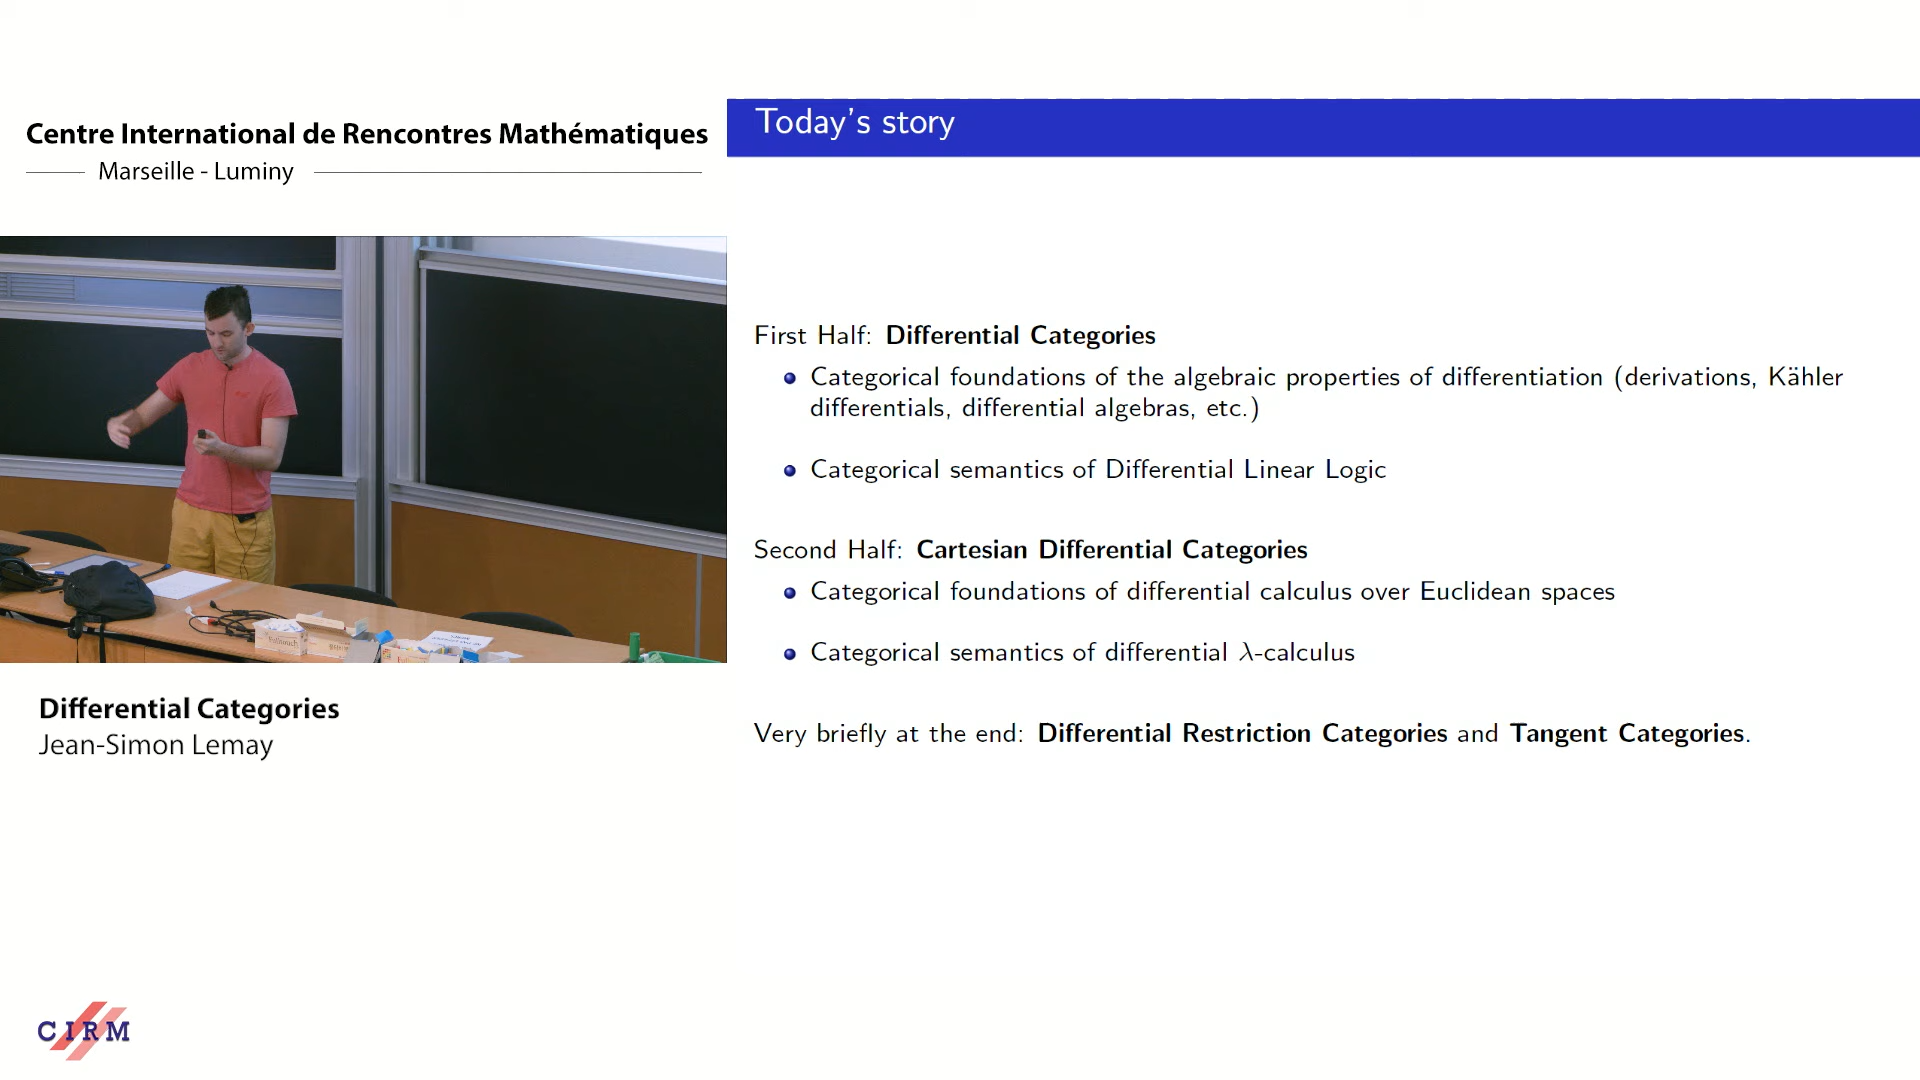 Centre International de Rencontres Mathématiques
Marseille - Luminy
Today's story
First Half: Differential Categories
Categorical foundations of the algebraic properties of differentiation (derivations, Kähler
differentials, differential algebras, etc.)
Categorical semantics of Differential Linear Logic
Second Half: Cartesian Differential Categories
Categorical foundations of differential calculus over Euclidean spaces
Categorical semantics of differential λ-calculus
Very briefly at the end: Differential Restriction Categories and Tangent Categories.
Differential Categories
Jean-Simon Lemay
CIRM